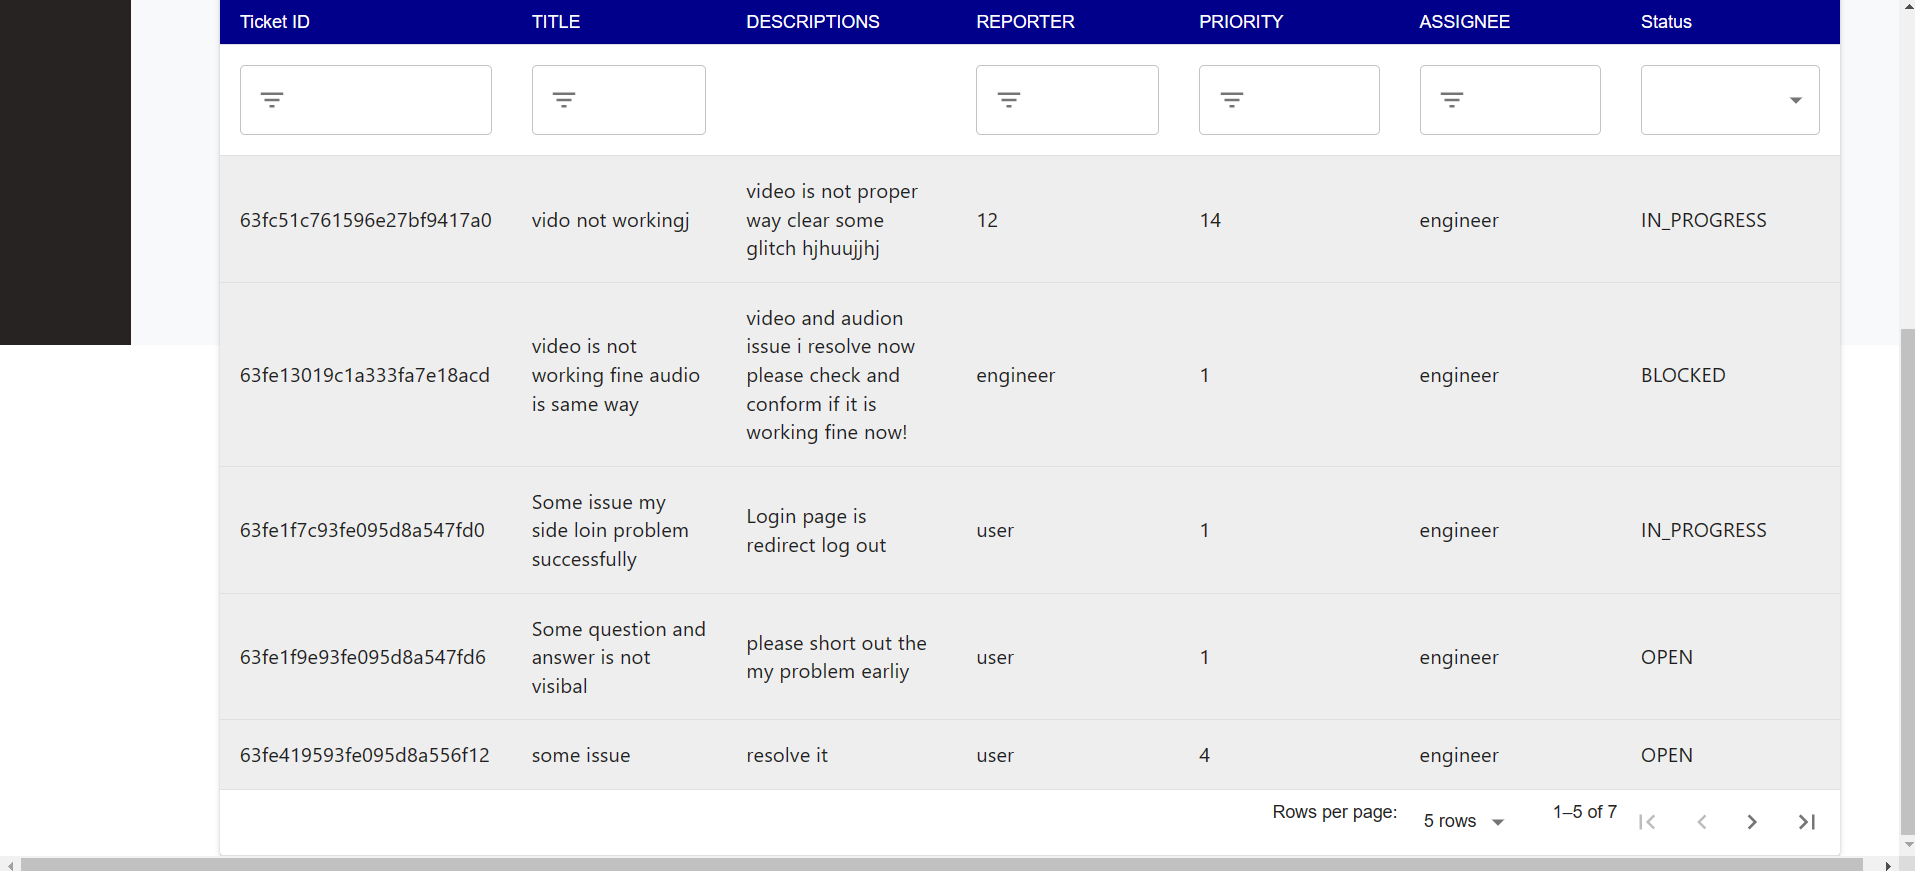 Ticket ID TITLE DESCRIPTIONS REPORTER PRIORITY ASSIGNEE Status
63fc51c761596e27bf9417a0 vido not workingj video is not proper way clear some glitch hjhuujjhj 12 14 engineer IN_PROGRESS
63fe13019c1a333fa7e18acd video is not working fine audio is same way video and audion issue i resolve now please check and conform if it is working fine now! engineer 1 engineer BLOCKED
63fe1f7c93fe095d8a547fd0 Some issue my side loin problem successfully Login page is redirect log out user 1 engineer IN_PROGRESS
63fe1f9e93fe095d8a547fd6 Some question and answer is not visibal please short out the my problem earliy user 1 engineer OPEN
63fe419593fe095d8a556f12 some issue resolve it user 4 engineer OPEN
Rows per page: 5 rows 1–5 of 7